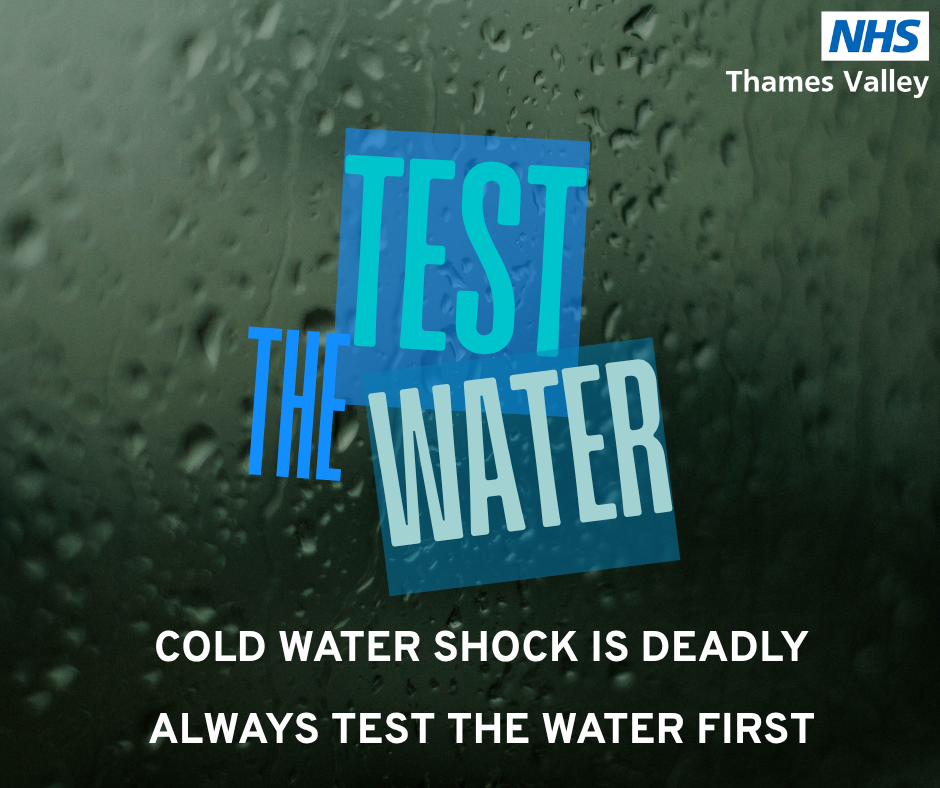 NHS
Thames Valley
TEST
THE
WATER
COLD WATER SHOCK IS DEADLY
ALWAYS TEST THE WATER FIRST